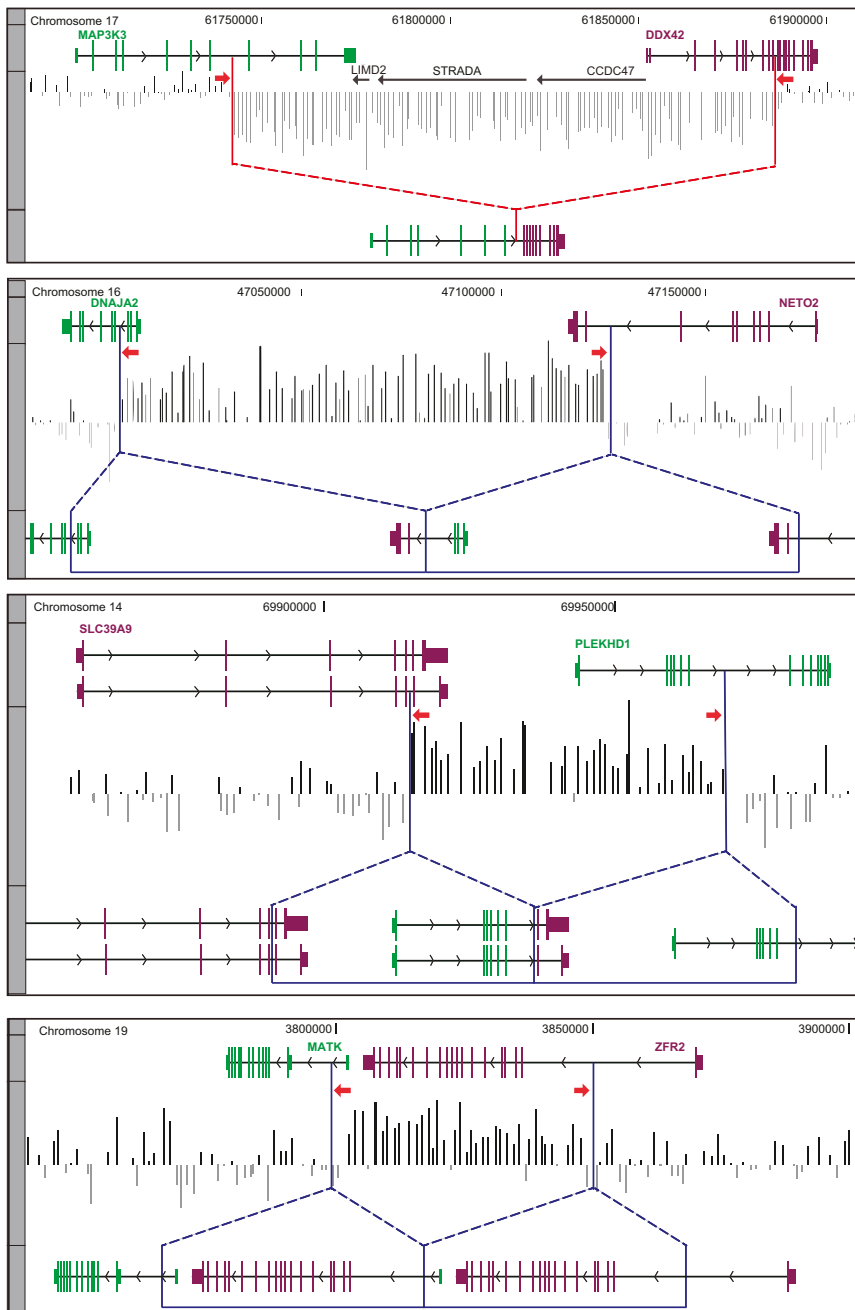 Chromosome 17
61750000
61800000
61850000
61900000
MAP3K3
DDX42
LIMD2
STRADA
CCDC47
Chromosome 16
47050000
47100000
47150000
DNAJA2
NETO2
Chromosome 14
69900000
69950000
SLC39A9
PLEKHD1
Chromosome 19
3800000
3850000
3900000
MATK
ZFR2